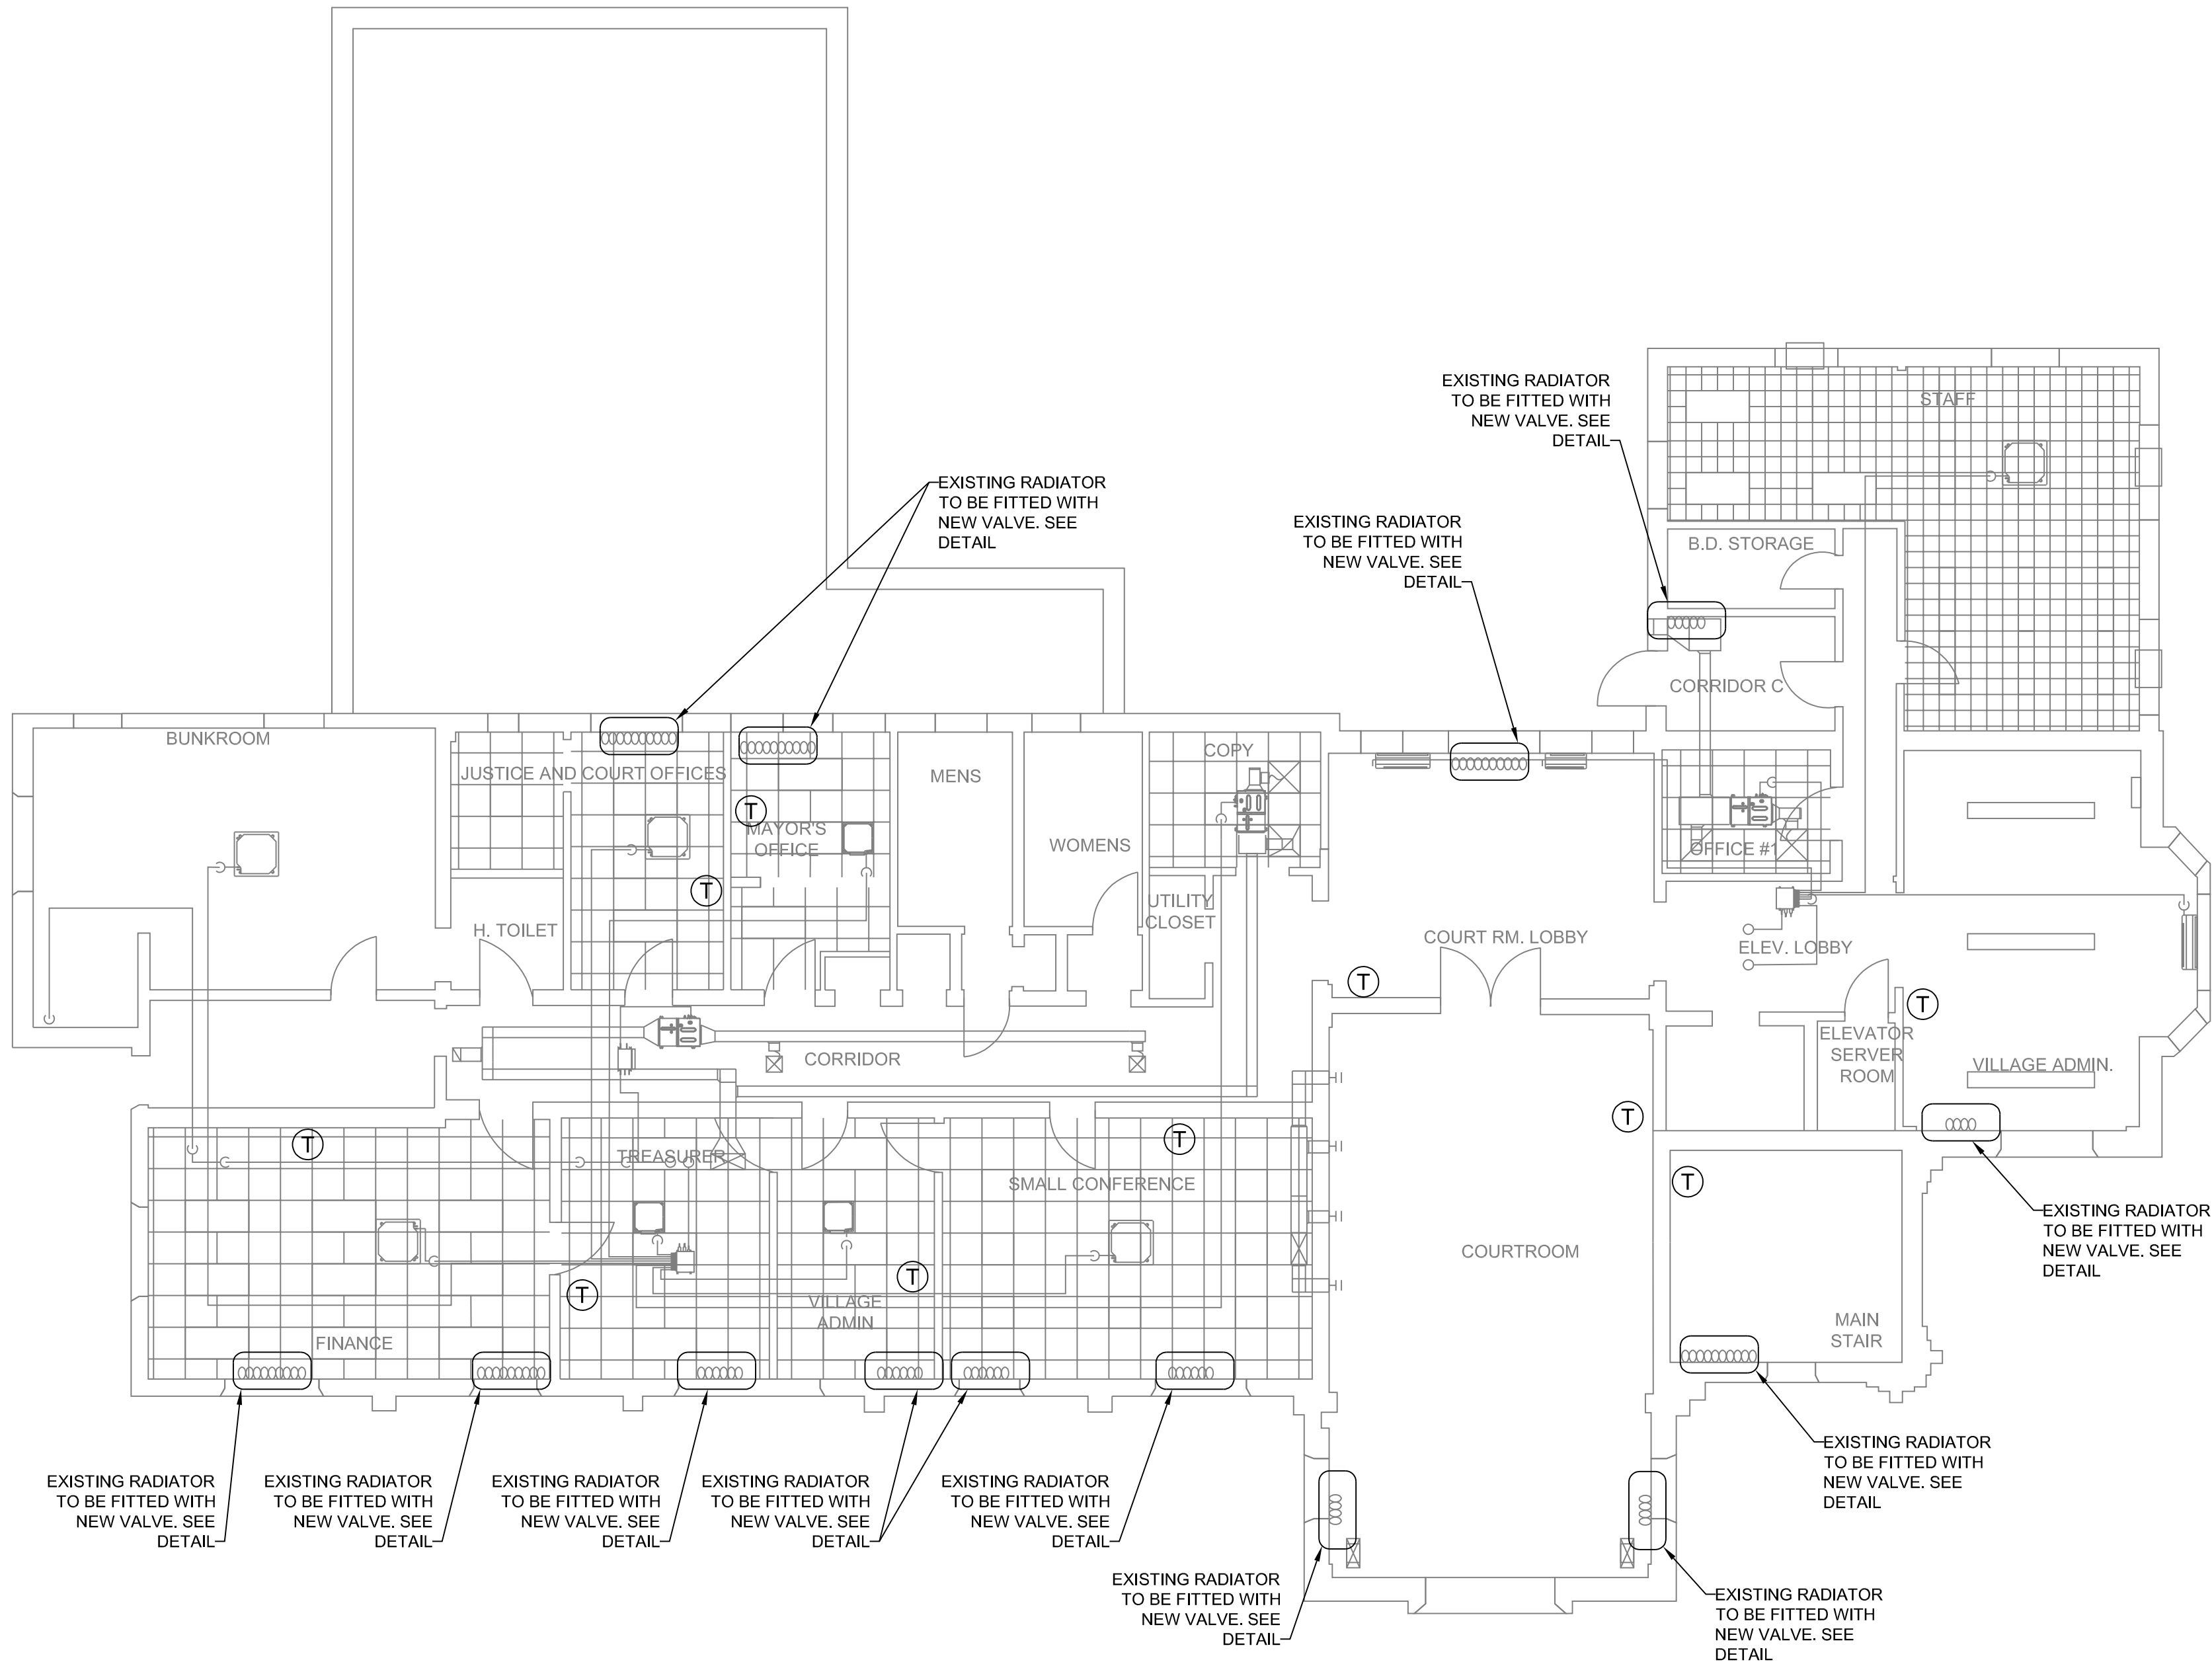 EXISTING RADIATOR
TO BE FITTED WITH
NEW VALVE. SEE
DETAIL
STAFF
EXISTING RADIATOR
TO BE FITTED WITH
NEW VALVE. SEE
DETAIL
EXISTING RADIATOR
TO BE FITTED WITH
NEW VALVE. SEE
DETAIL
B.D. STORAGE
CORRIDOR C
BUNKROOM
JUSTICE AND COURT OFFICES
MENS
COPY
T
MAYOR'S
OFFICE
WOMENS
OFFICE #1
T
UTILITY
CLOSET
H. TOILET
COURT RM. LOBBY
ELEV. LOBBY
T
T
CORRIDOR
ELEVATOR
SERVER
ROOM
VILLAGE ADMIN.
T
T
T
TREASURER
SMALL CONFERENCE
T
EXISTING RADIATOR
TO BE FITTED WITH
NEW VALVE. SEE
DETAIL
COURTROOM
T
T
VILLAGE
ADMIN
FINANCE
MAIN
STAIR
EXISTING RADIATOR
TO BE FITTED WITH
NEW VALVE. SEE
DETAIL
EXISTING RADIATOR
TO BE FITTED WITH
NEW VALVE. SEE
DETAIL
EXISTING RADIATOR
TO BE FITTED WITH
NEW VALVE. SEE
DETAIL
EXISTING RADIATOR
TO BE FITTED WITH
NEW VALVE. SEE
DETAIL
EXISTING RADIATOR
TO BE FITTED WITH
NEW VALVE. SEE
DETAIL
EXISTING RADIATOR
TO BE FITTED WITH
NEW VALVE. SEE
DETAIL
EXISTING RADIATOR
TO BE FITTED WITH
NEW VALVE. SEE
DETAIL
EXISTING RADIATOR
TO BE FITTED WITH
NEW VALVE. SEE
DETAIL